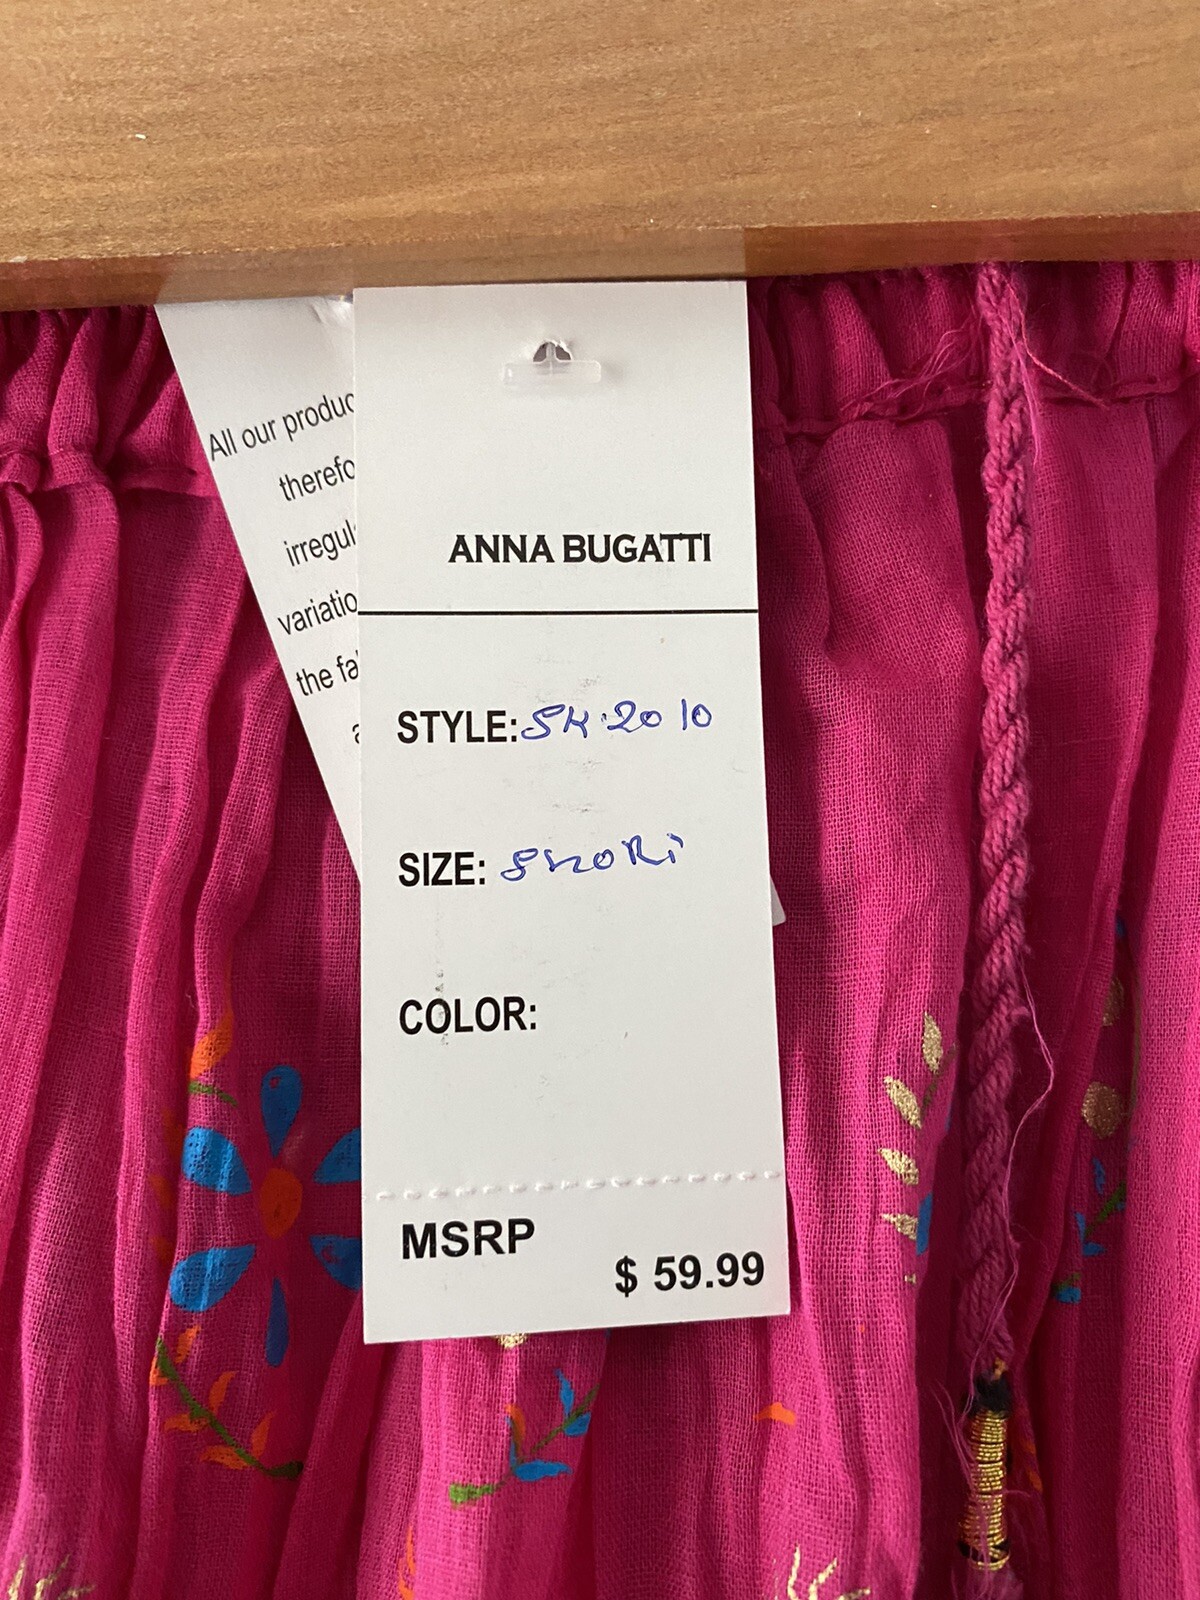 All our produc
therefo
irregul
variatio
the fa
a
ANNA BUGATTI
STYLE: SK.2010
SIZE: SHORT
COLOR:
MSRP
$ 59.99